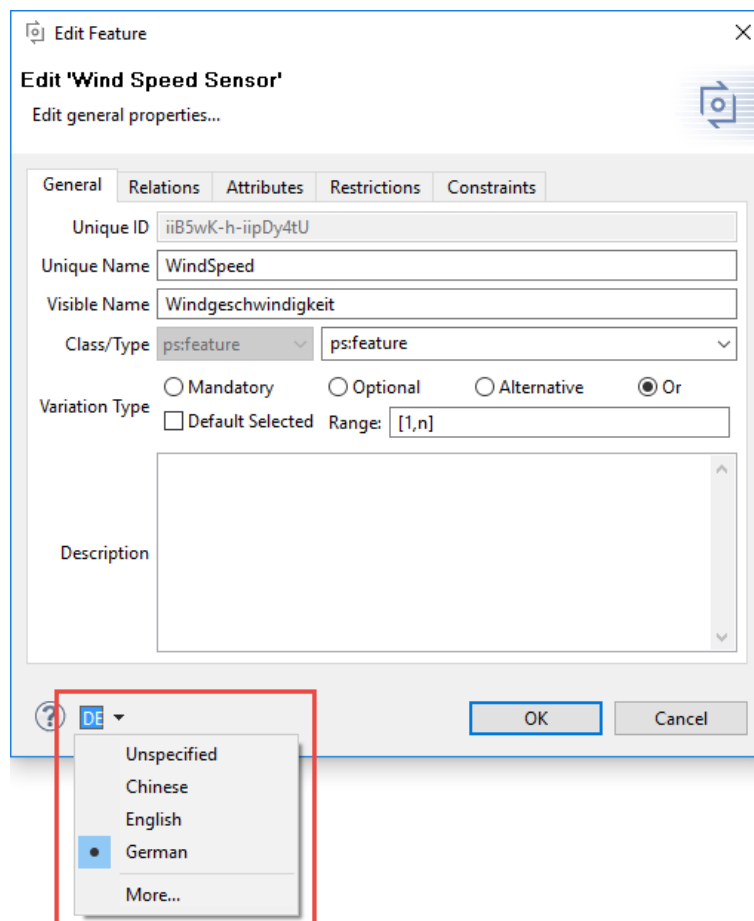 Edit Feature
Edit 'Wind Speed Sensor'
Edit general properties...
General Relations Attributes Restrictions Constraints
Unique ID iiB5wK-h-iipDy4tU
Unique Name WindSpeed
Visible Name Windgeschwindigkeit
Class/Type ps:feature ps:feature
Variation Type Mandatory Optional Alternative Or
Default Selected Range: [1,n]
Description
? DE OK Cancel
Unspecified
Chinese
English
German
More...